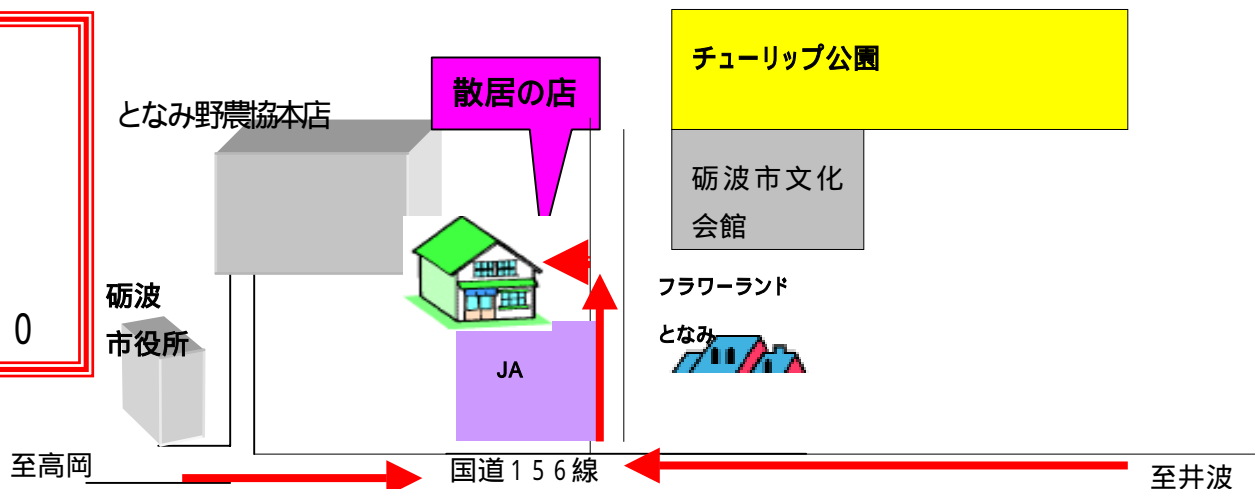 チューリップ公園
散居の店
となみ野農協本店
砺波市文化
会館
フラワーランド
となみ
砺波
市役所
0
JA
至高岡
国道１５６線
至井波